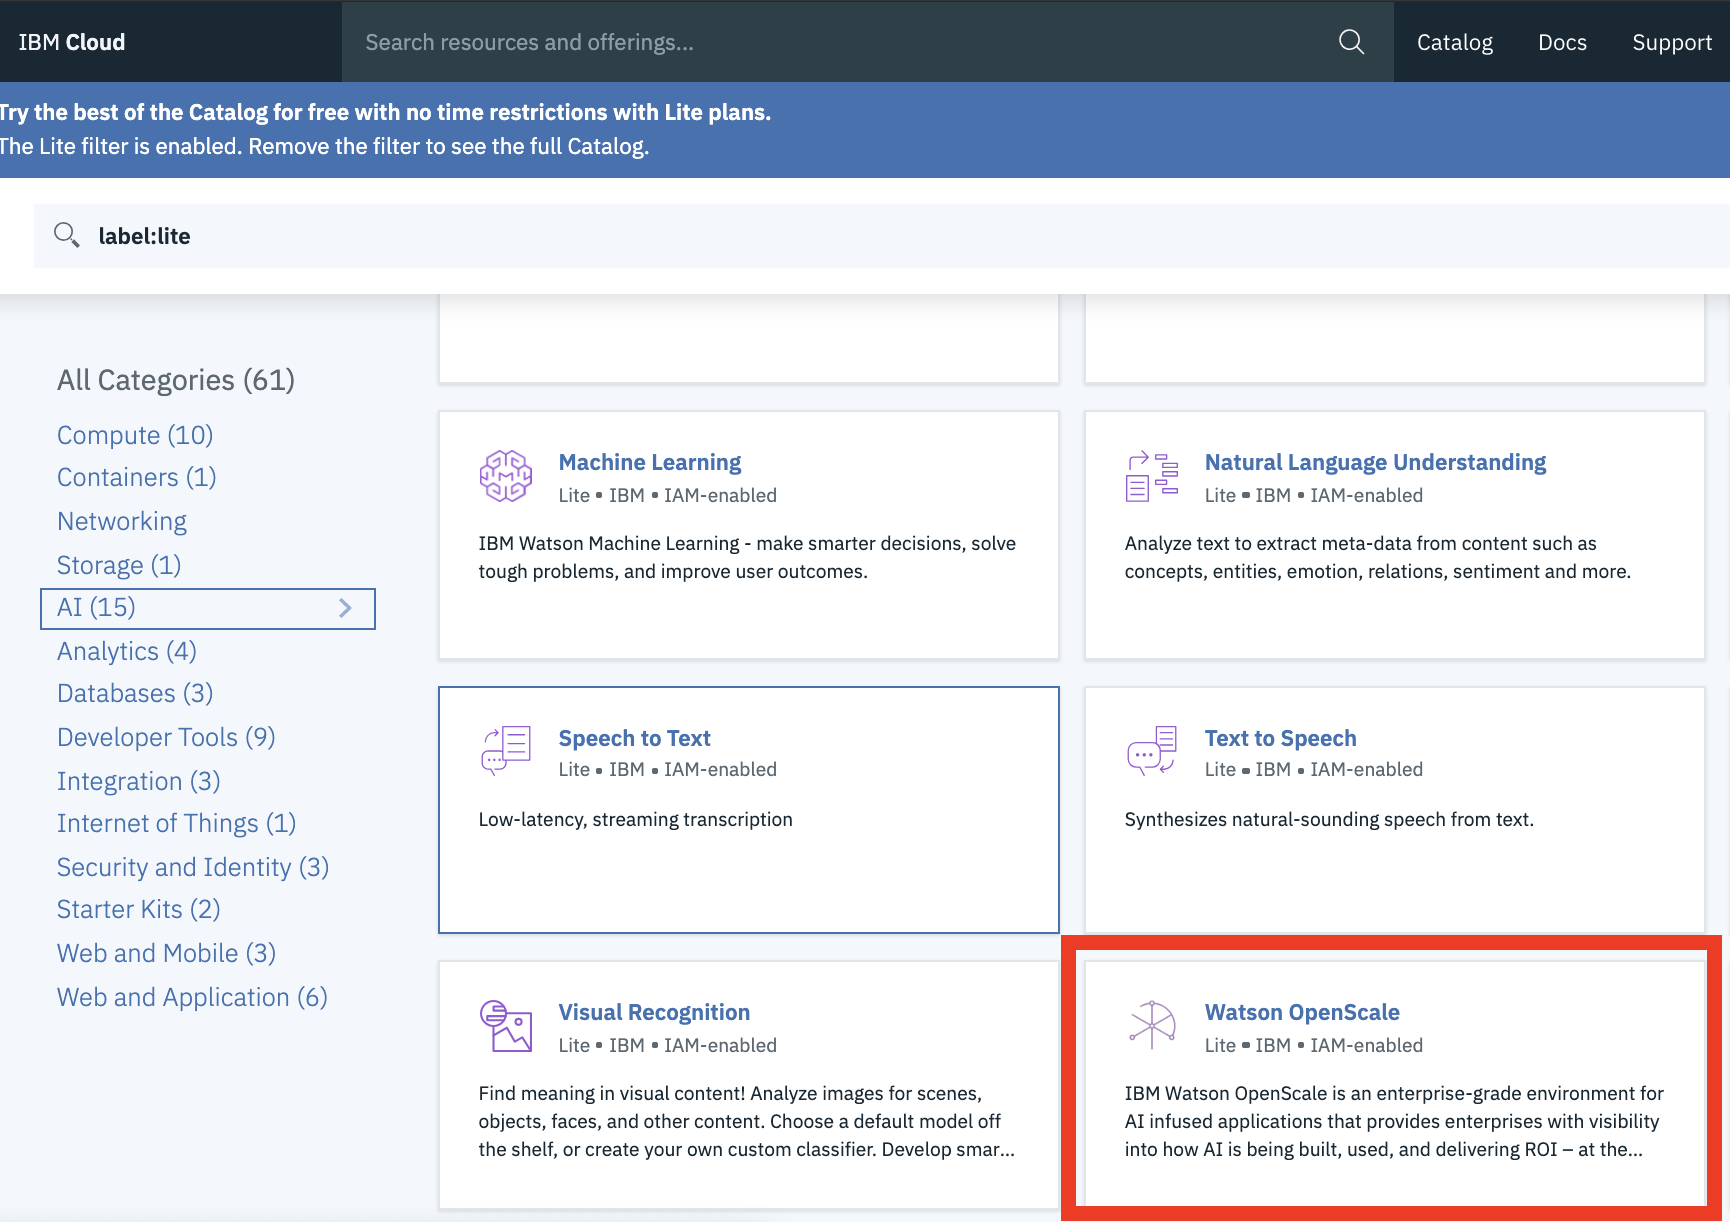 IBM Cloud
Search resources and offerings...
Catalog
Docs
Support
Try the best of the Catalog for free with no time restrictions with Lite plans.
The Lite filter is enabled. Remove the filter to see the full Catalog.
label:lite
All Categories (61)
Compute (10)
Containers (1)
Networking
Storage (1)
AI (15)
Analytics (4)
Databases (3)
Developer Tools (9)
Integration (3)
Internet of Things (1)
Security and Identity (3)
Starter Kits (2)
Web and Mobile (3)
Web and Application (6)
Machine Learning
Lite • IBM • IAM-enabled
IBM Watson Machine Learning - make smarter decisions, solve
tough problems, and improve user outcomes.
Natural Language Understanding
Lite • IBM • IAM-enabled
Analyze text to extract meta-data from content such as
concepts, entities, emotion, relations, sentiment and more.
Speech to Text
Lite • IBM • IAM-enabled
Low-latency, streaming transcription
Text to Speech
Lite • IBM • IAM-enabled
Synthesizes natural-sounding speech from text.
Visual Recognition
Lite • IBM • IAM-enabled
Find meaning in visual content! Analyze images for scenes,
objects, faces, and other content. Choose a default model off
the shelf, or create your own custom classifier. Develop smar...
Watson OpenScale
Lite • IBM • IAM-enabled
IBM Watson OpenScale is an enterprise-grade environment for
AI infused applications that provides enterprises with visibility
into how AI is being built, used, and delivering ROI – at the...